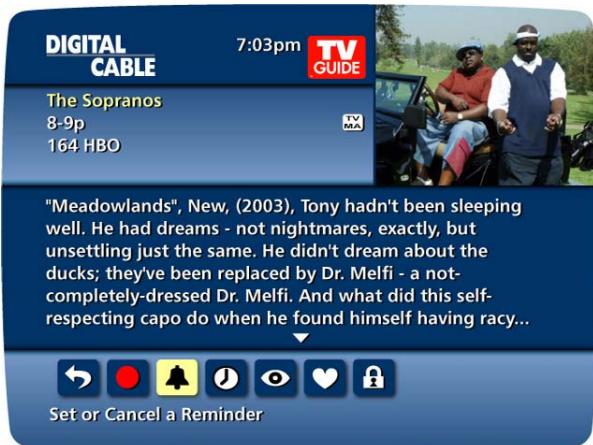 DIGITAL
CABLE
7:03pm
TV
GUIDE
The Sopranos
8-9p
TV
MA
164 HBO
"Meadowlands", New, (2003), Tony hadn't been sleeping
well. He had dreams - not nightmares, exactly, but
unsettling just the same. He didn't dream about the
ducks; they've been replaced by Dr. Melfi - a not-
completely-dressed Dr. Melfi. And what did this self-
respecting capo do when he found himself having racy...
Set or Cancel a Reminder